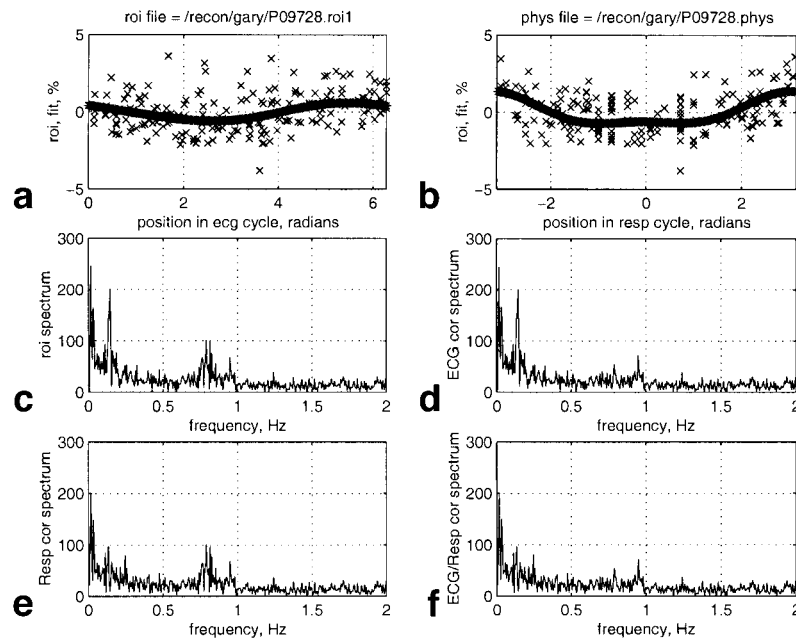 roi file = /recon/gary/P09728.roi1
phys file = /recon/gary/P09728.phys
5
0
−5
roi, fit, %
0
2
4
6
position in ecg cycle, radians
a
5
0
−5
roi, fit, %
−2
0
2
position in resp cycle, radians
b
300
200
100
0
roi spectrum
0
0.5
1
1.5
2
frequency, Hz
c
300
200
100
0
ECG cor spectrum
0
0.5
1
1.5
2
frequency, Hz
d
300
200
100
0
Resp cor spectrum
0
0.5
1
1.5
2
frequency, Hz
e
300
200
100
0
ECG/Resp cor spectrum
0
0.5
1
1.5
2
frequency, Hz
f